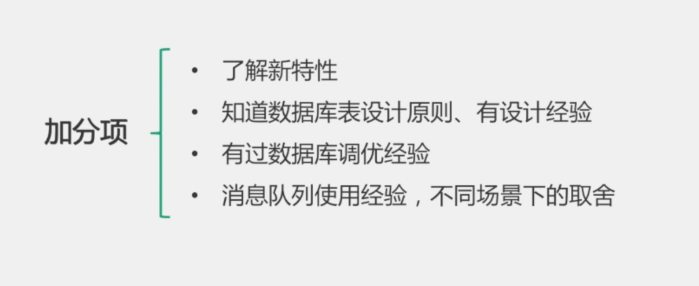 加分项
• 了解新特性
• 知道数据库表设计原则、有设计经验
• 有过数据库调优经验
• 消息队列使用经验，不同场景下的取舍